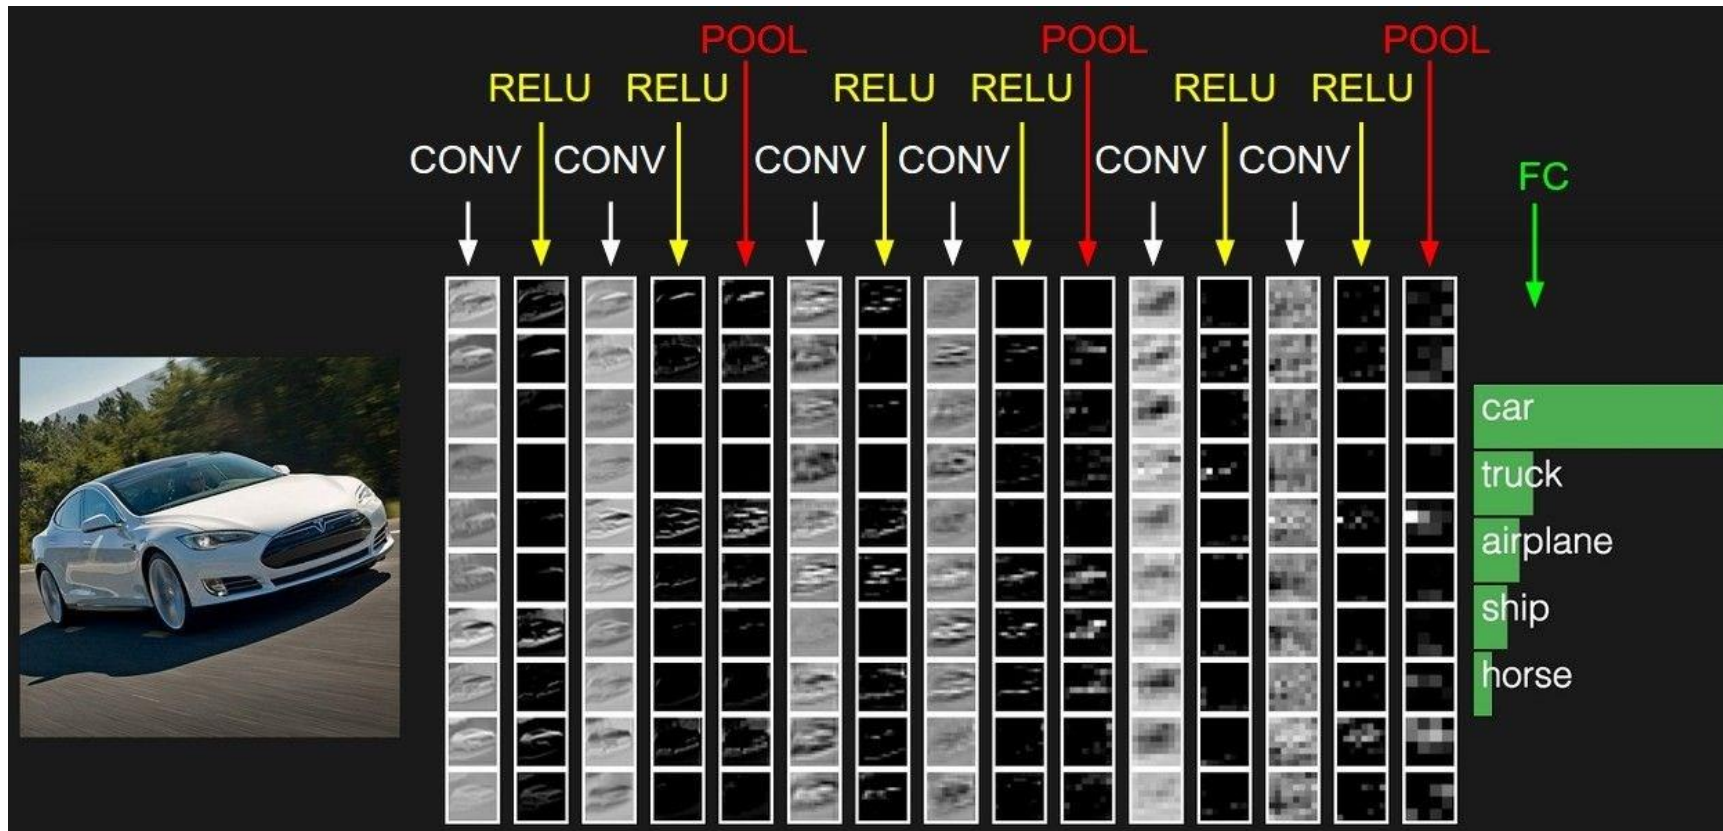 POOL POOL POOL
RELU RELU RELU RELU RELU RELU
CONV CONV CONV CONV CONV CONV
FC
car
truck
airplane
ship
horse